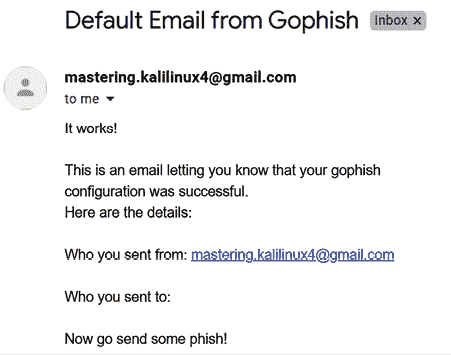 Default Email from Gophish Inbox ×
mastering.kalilinux4@gmail.com
to me
It works!
This is an email letting you know that your gophish
configuration was successful.
Here are the details:
Who you sent from: mastering.kalilinux4@gmail.com
Who you sent to:
Now go send some phish!